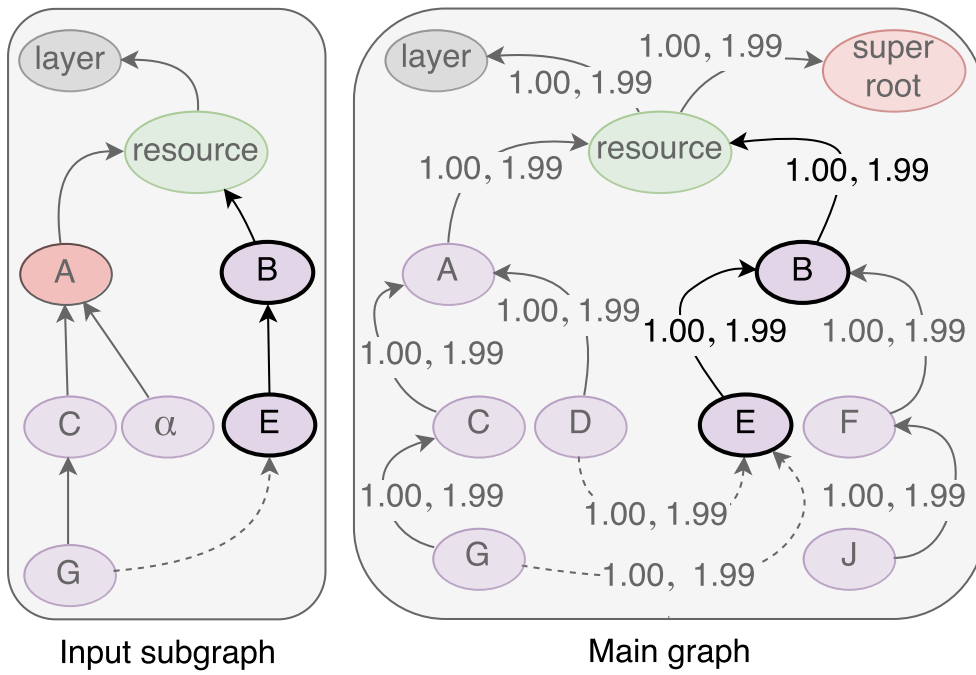 layer
resource
A
B
C
α
E
G
Input subgraph
layer
super
root
1.00, 1.99
1.00, 1.99
resource
1.00, 1.99
1.00, 1.99
A
B
1.00, 1.99
1.00, 1.99
1.00, 1.99
1.00, 1.99
C
D
E
F
1.00, 1.99
1.00, 1.99
1.00, 1.99
G
1.00, 1.99
J
Main graph